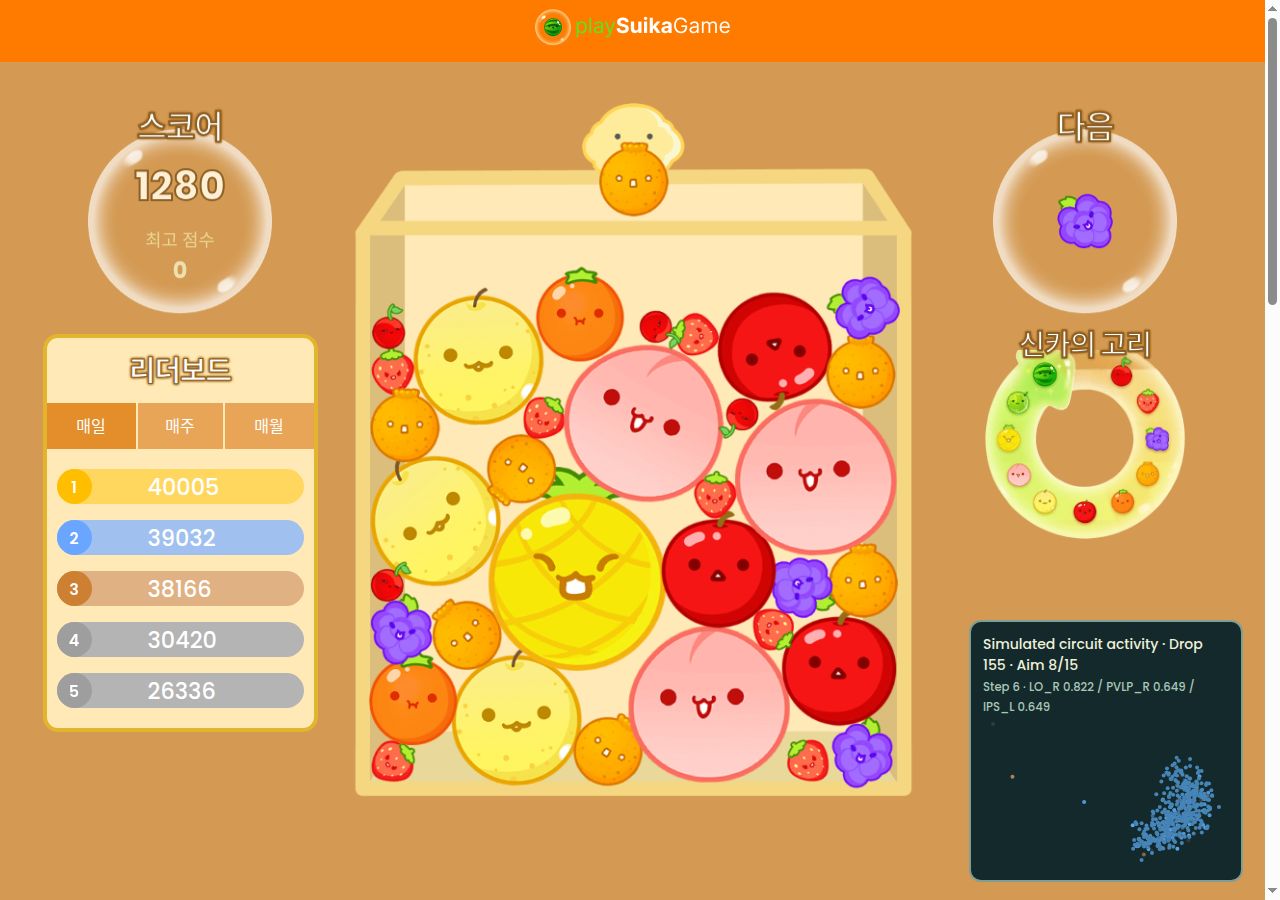 playSuikaGame
스코어
1280
최고 점수
0
다음
리더보드
매일 매주 매월
1 40005
2 39032
3 38166
4 30420
5 26336
신카의 고리
Simulated circuit activity · Drop
155 · Aim 8/15
Step 6 · LO_R 0.822 / PVLP_R 0.649 /
IPS_L 0.649